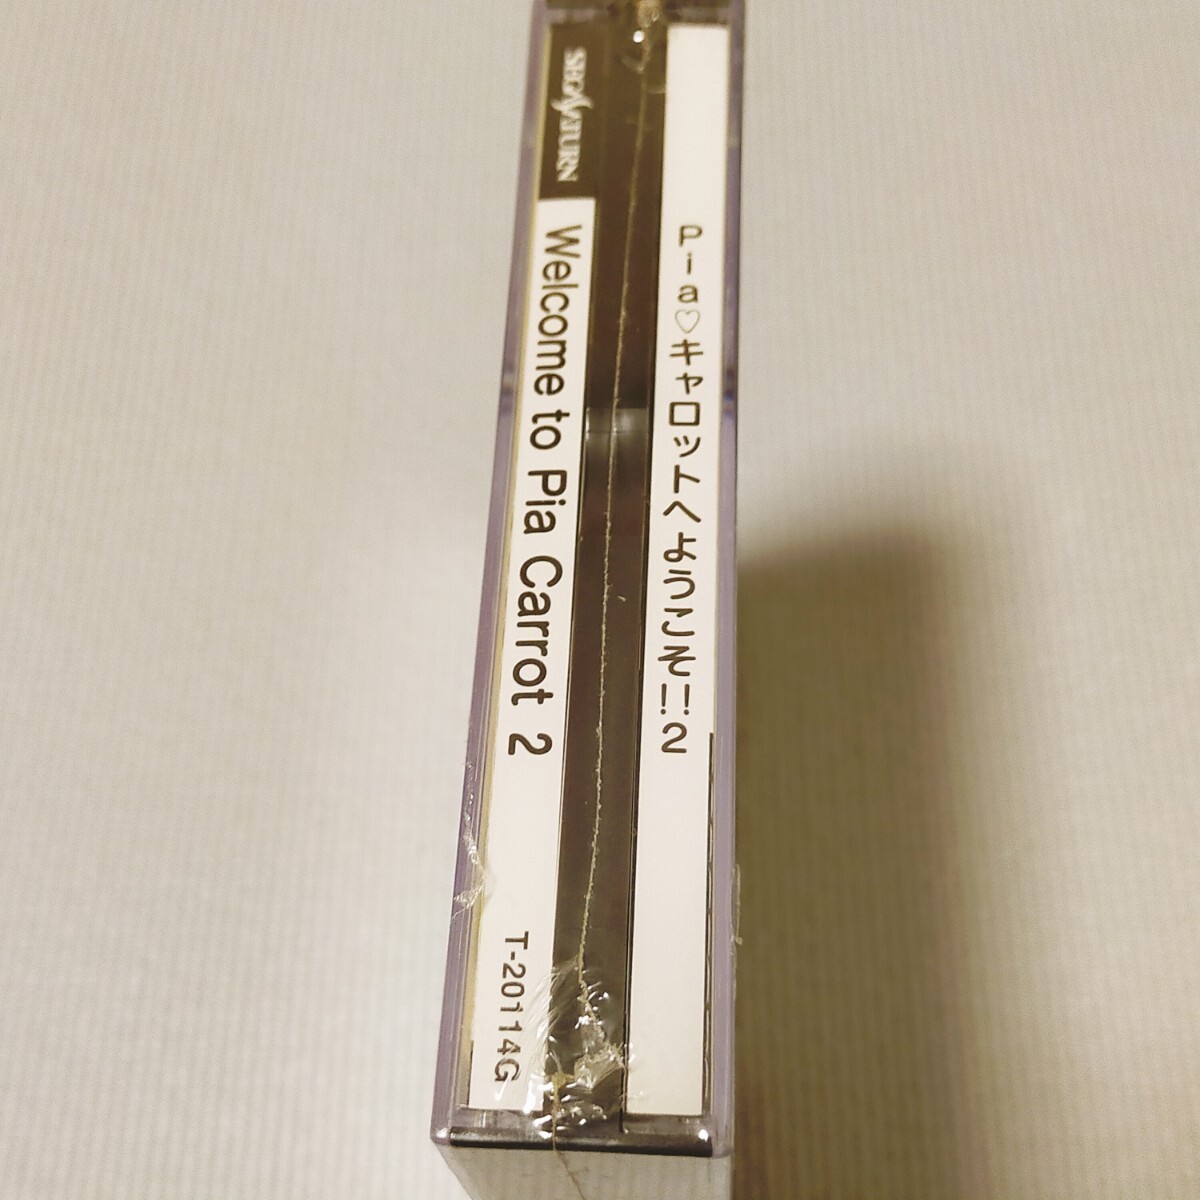 SEGA SATURN
Welcome to Pia Carrot 2
T-20114G
Pia♡キャロットへようこそ!!2